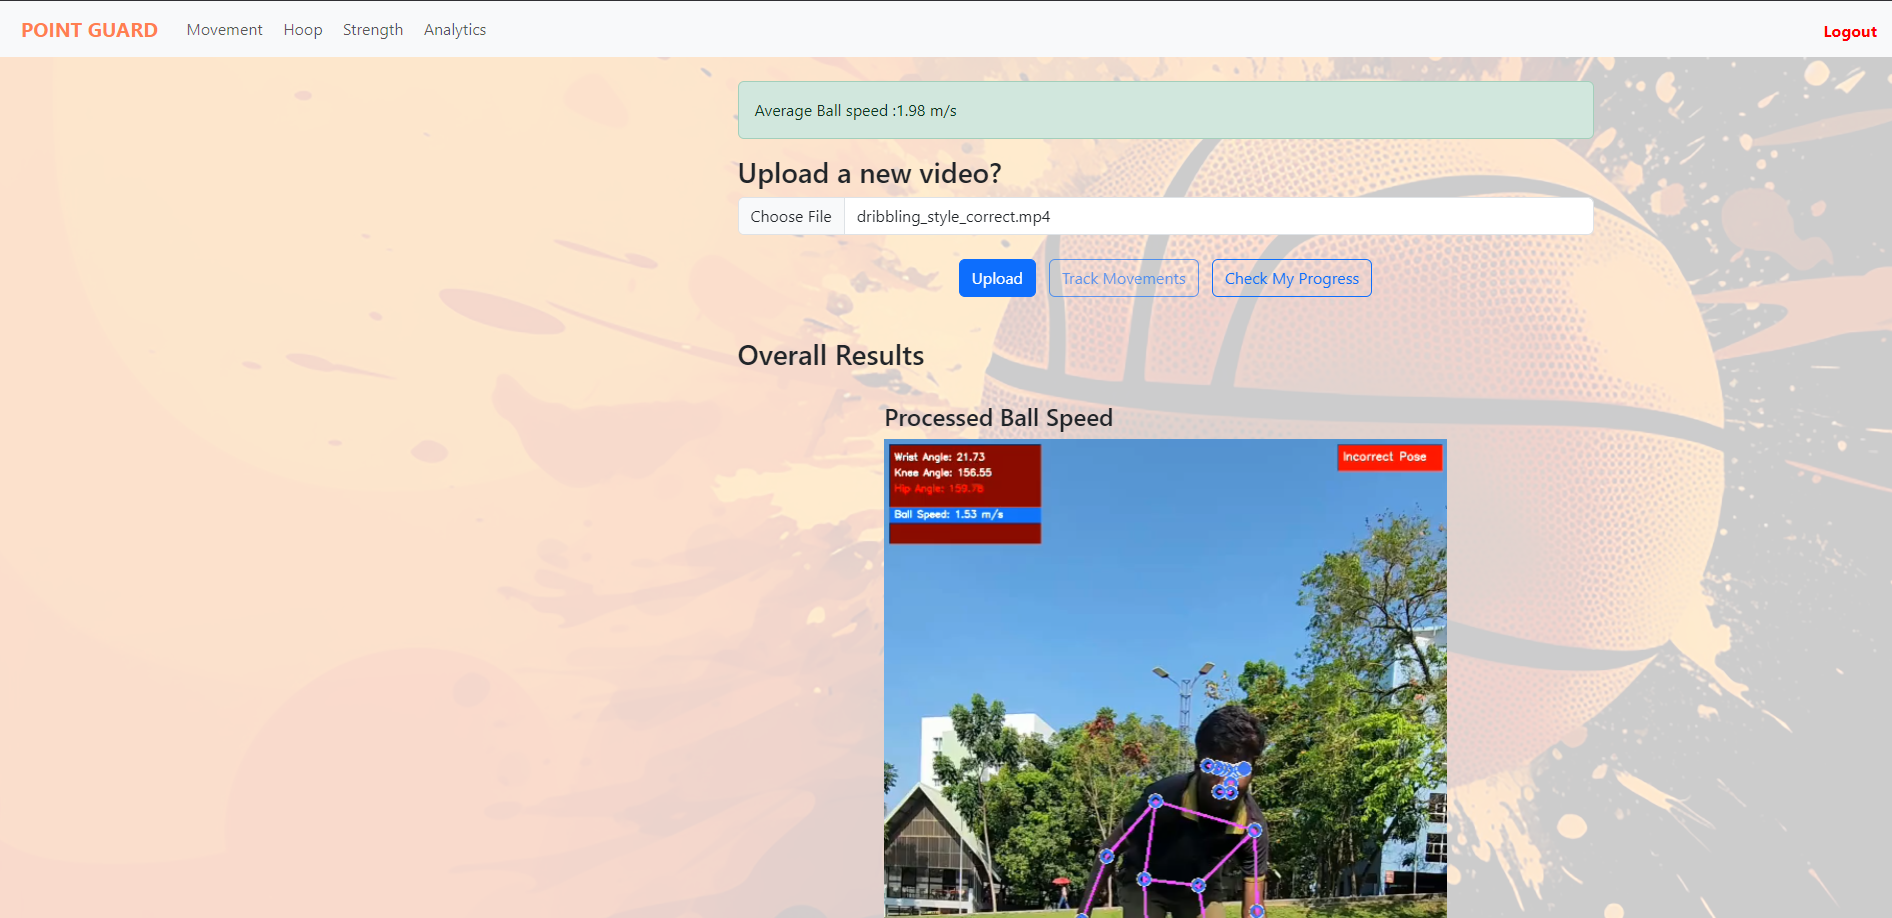 POINT GUARD Movement Hoop Strength Analytics Logout
Average Ball speed :1.98 m/s
Upload a new video?
Choose File dribbling_style_correct.mp4
Upload Track Movements Check My Progress
Overall Results
Processed Ball Speed
Wrist Angle: 21.73
Incorrect Pose
Knee Angle: 156.55
Hip Angle: 159.78
Ball Speed: 1.53 m/s